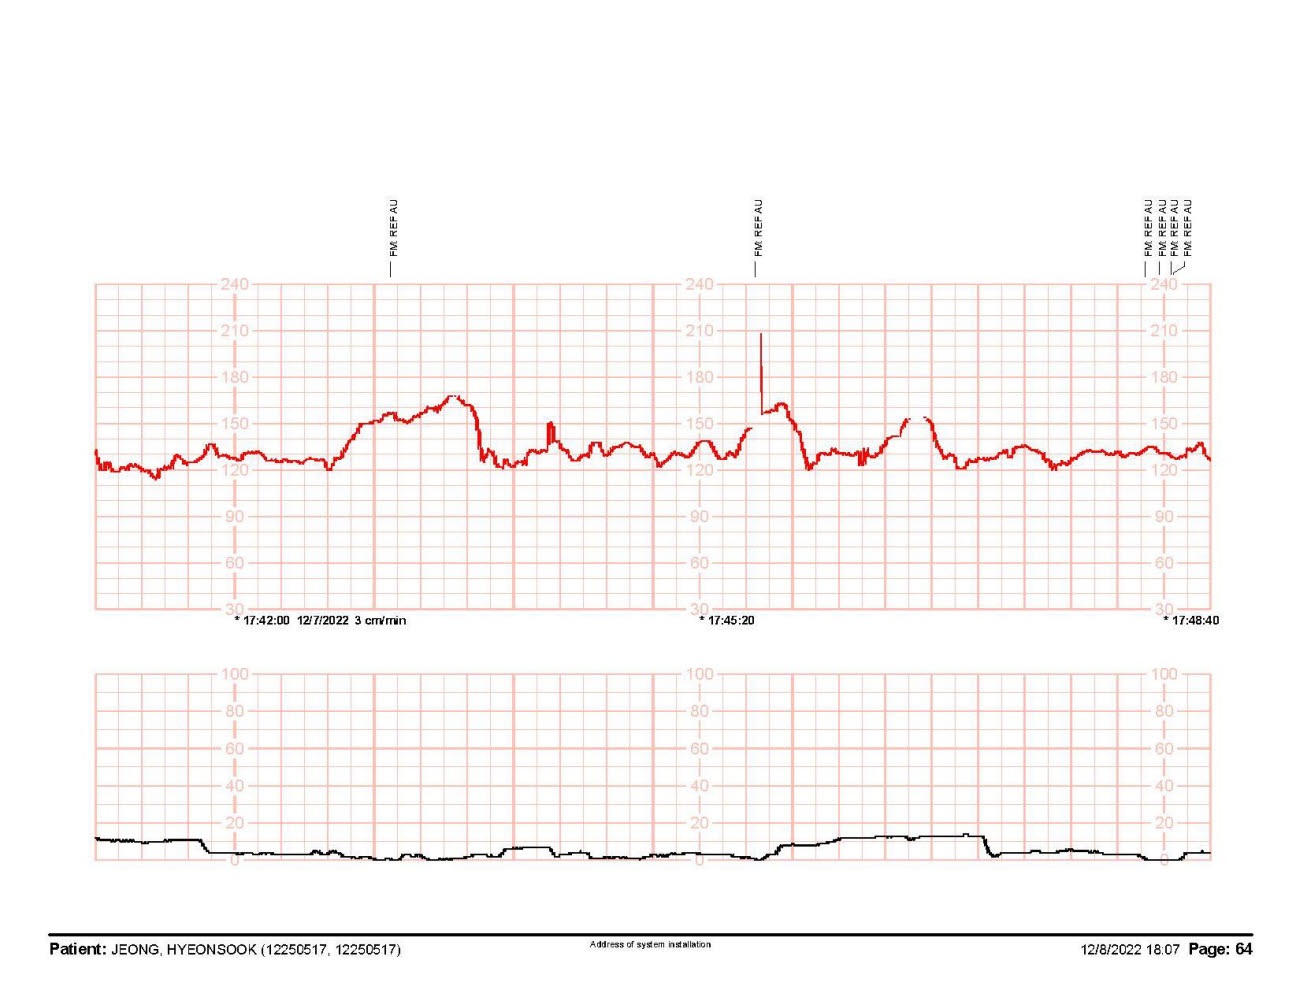 FM: REF AU
FM: REF AU
FM: REF AU
FM: REF AU
FM: REF AU
FM: REF AU
240 240 240
210 210 210
180 180 180
150 150 150
120 120 120
90 90 90
60 60 60
30 30 30
* 17:42:00 12/7/2022 3 cm/min * 17:45:20 * 17:48:40
100 100 100
80 80 80
60 60 60
40 40 40
20 20 20
0 0 0
Patient: JEONG, HYEONSOOK (12250517, 12250517) Address of system installation 12/8/2022 18:07 Page: 64